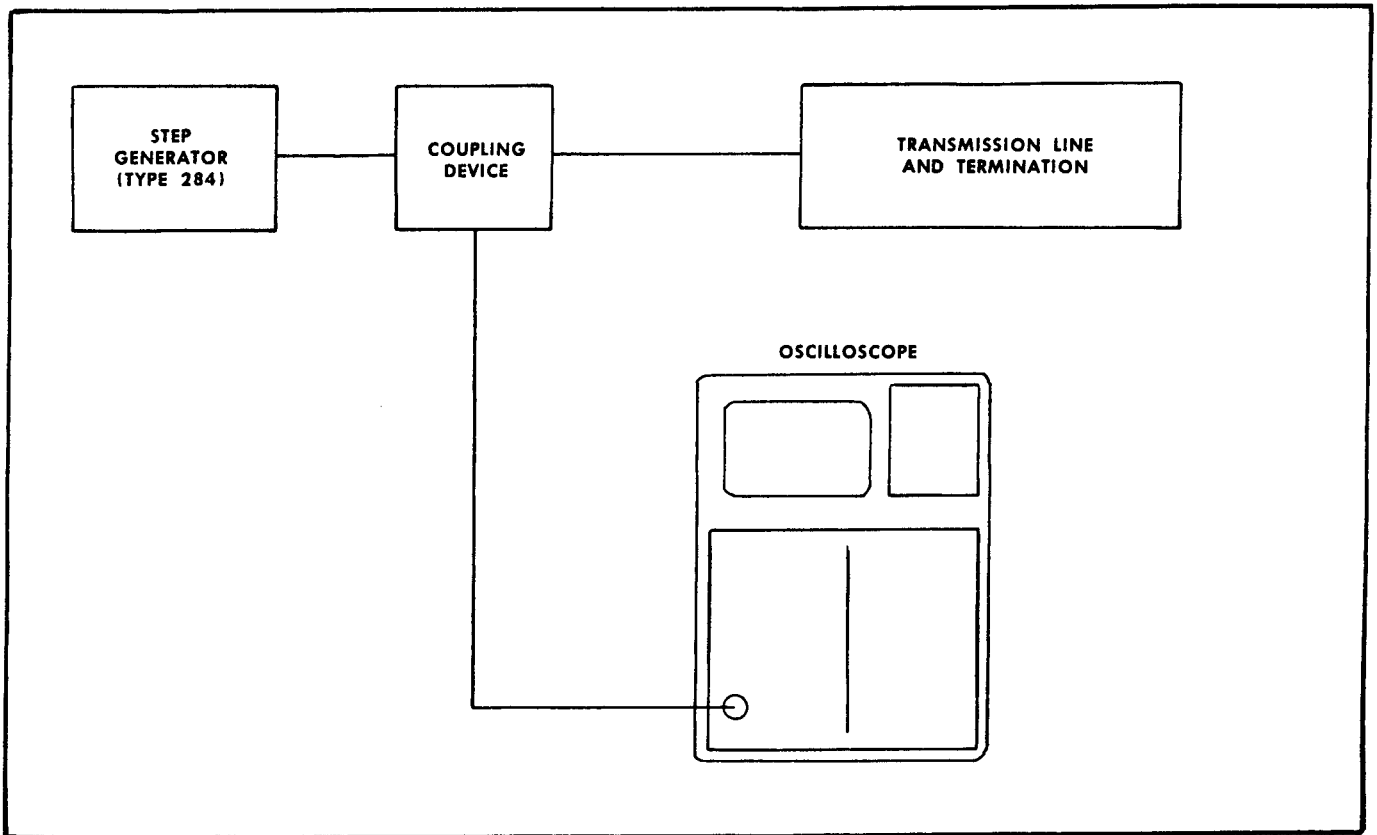 STEP
GENERATOR
(TYPE 284)
COUPLING
DEVICE
TRANSMISSION LINE
AND TERMINATION
OSCILLOSCOPE